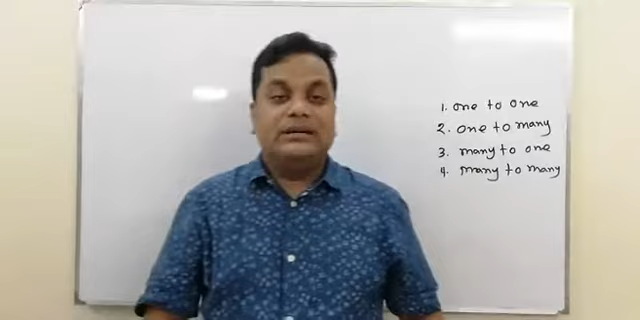 1. one to one
2. one to many
3. many to one
4. many to many